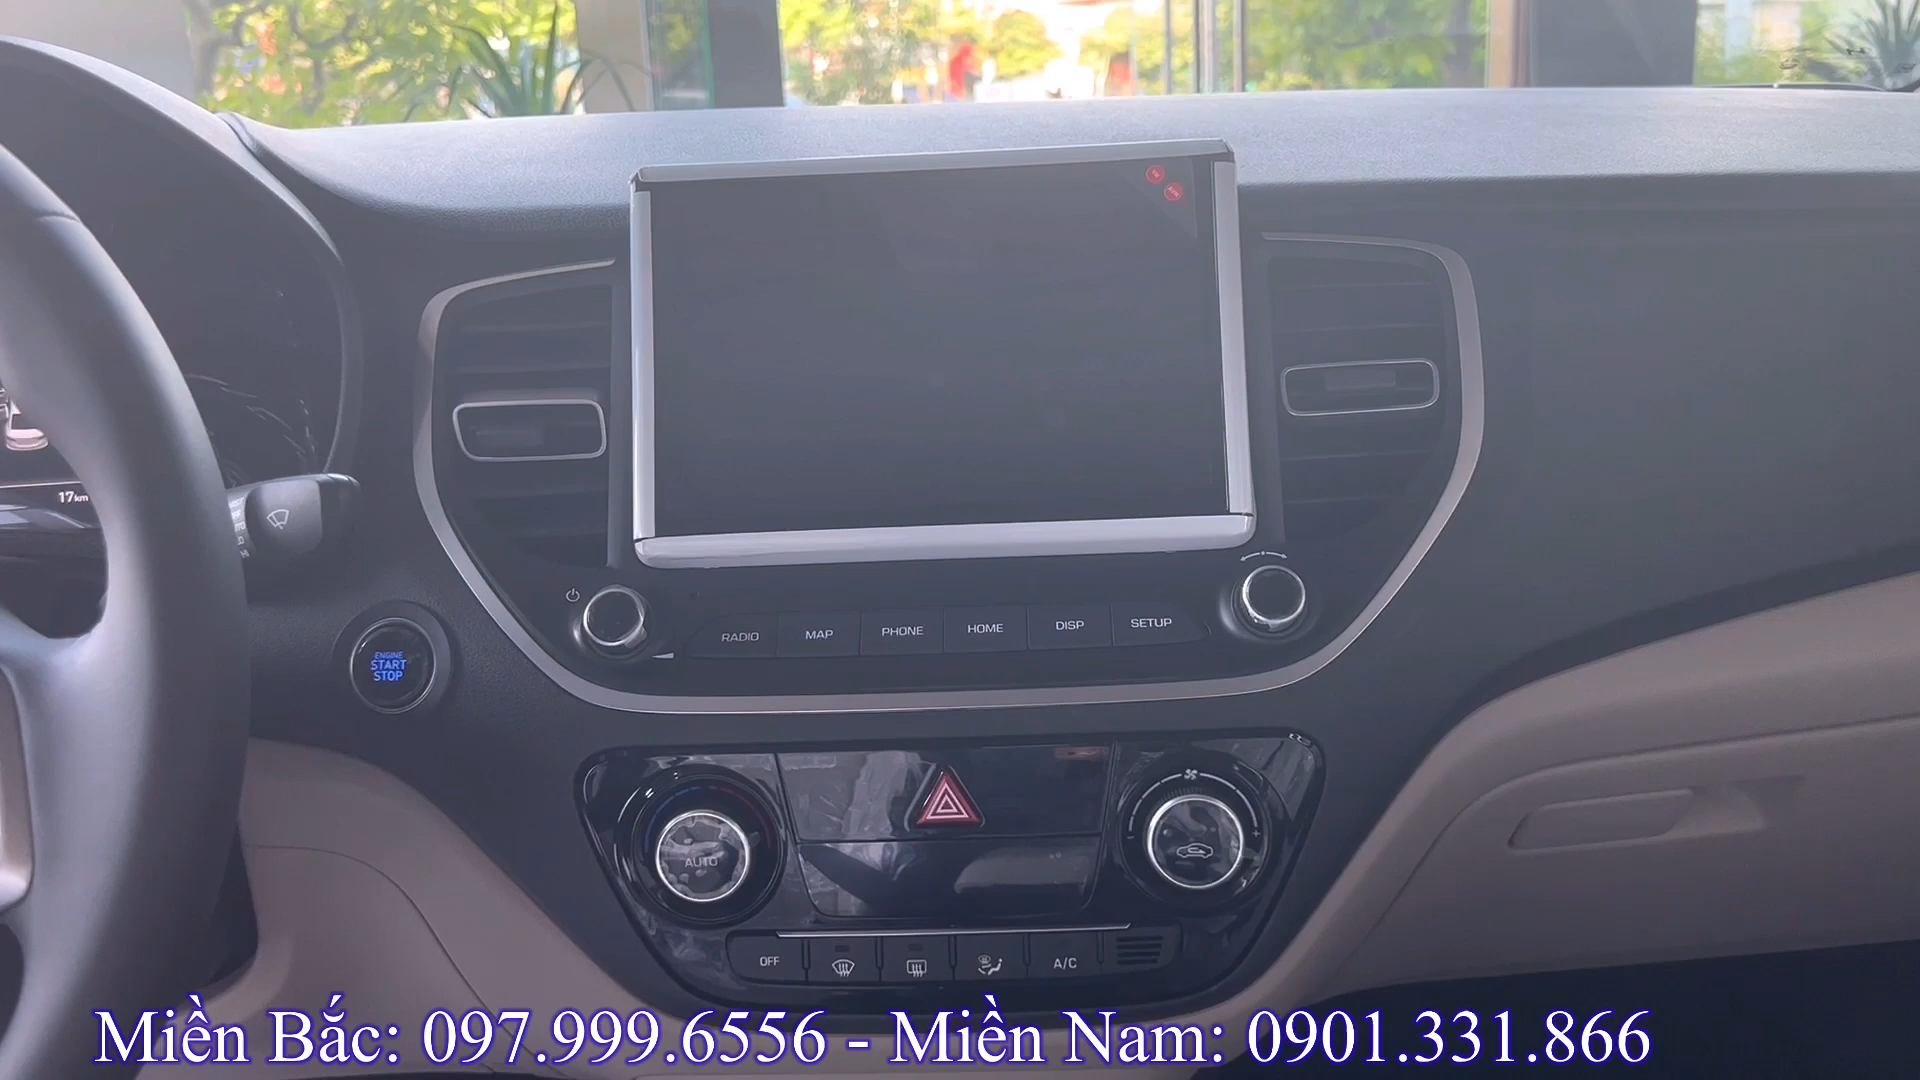 17km
RADIO
MAP
PHONE
HOME
DISP
SETUP
ENGINE
START
STOP
AUTO
OFF
A/C
Miền Bắc: 097.999.6556 - Miền Nam: 0901.331.866